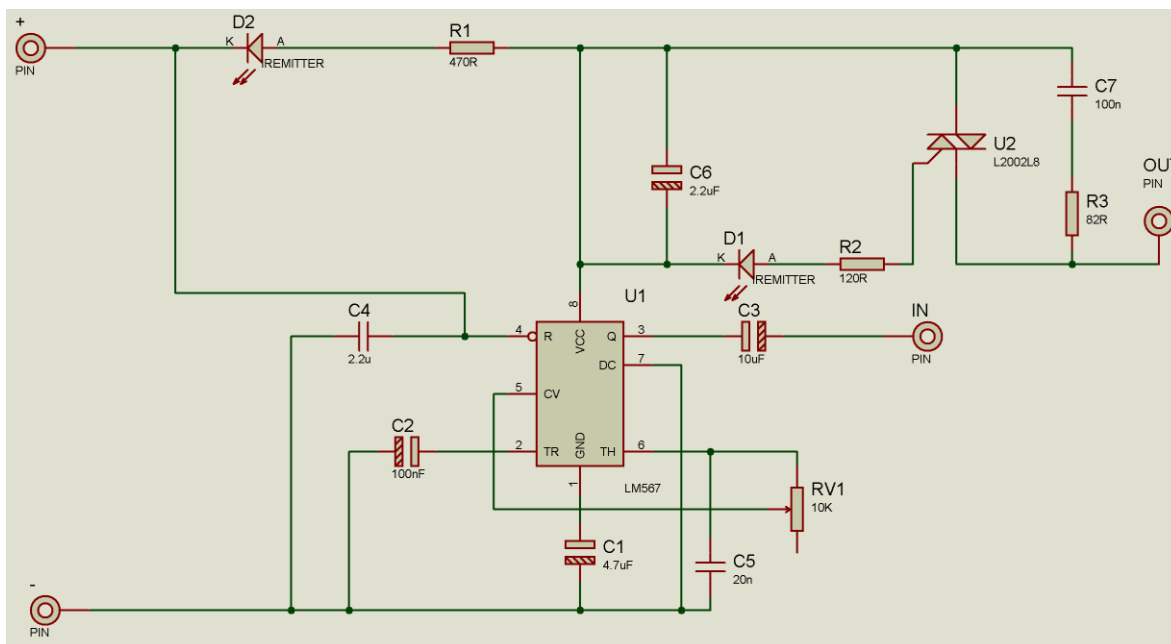 +
PIN
D2
K
A
IREMITTER
R1
470R
C7
100n
U2
L2002L8
OUT
PIN
C6
2.2uF
R3
82R
D1
K
A
IREMITTER
R2
120R
C4
2.2u
U1
8
VCC
4
R
Q
3
C3
10uF
IN
PIN
DC
7
5
CV
C2
100nF
2
TR
GND
TH
6
1
LM567
RV1
10K
C1
4.7uF
C5
20n
-
PIN